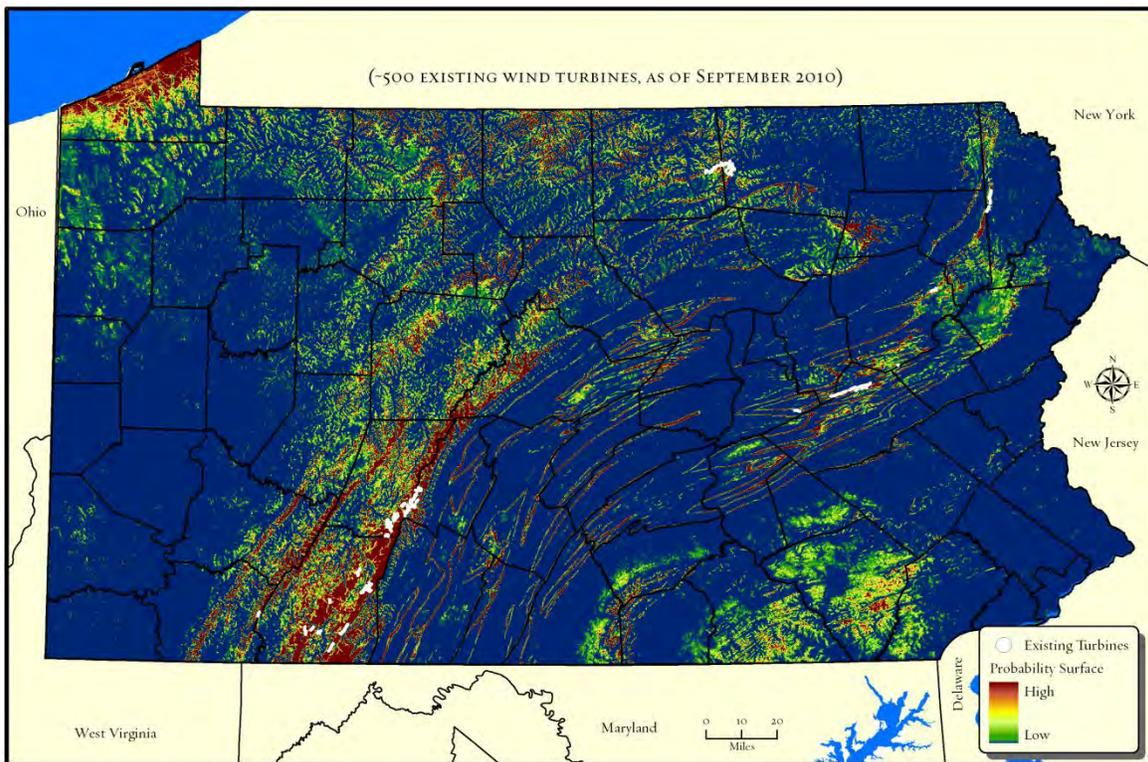 (~500 existing wind turbines, as of September 2010)
New York
Ohio
N
W E
S
New Jersey
Existing Turbines
Probability Surface
High
Low
Delaware
West Virginia
Maryland
0 10 20
Miles